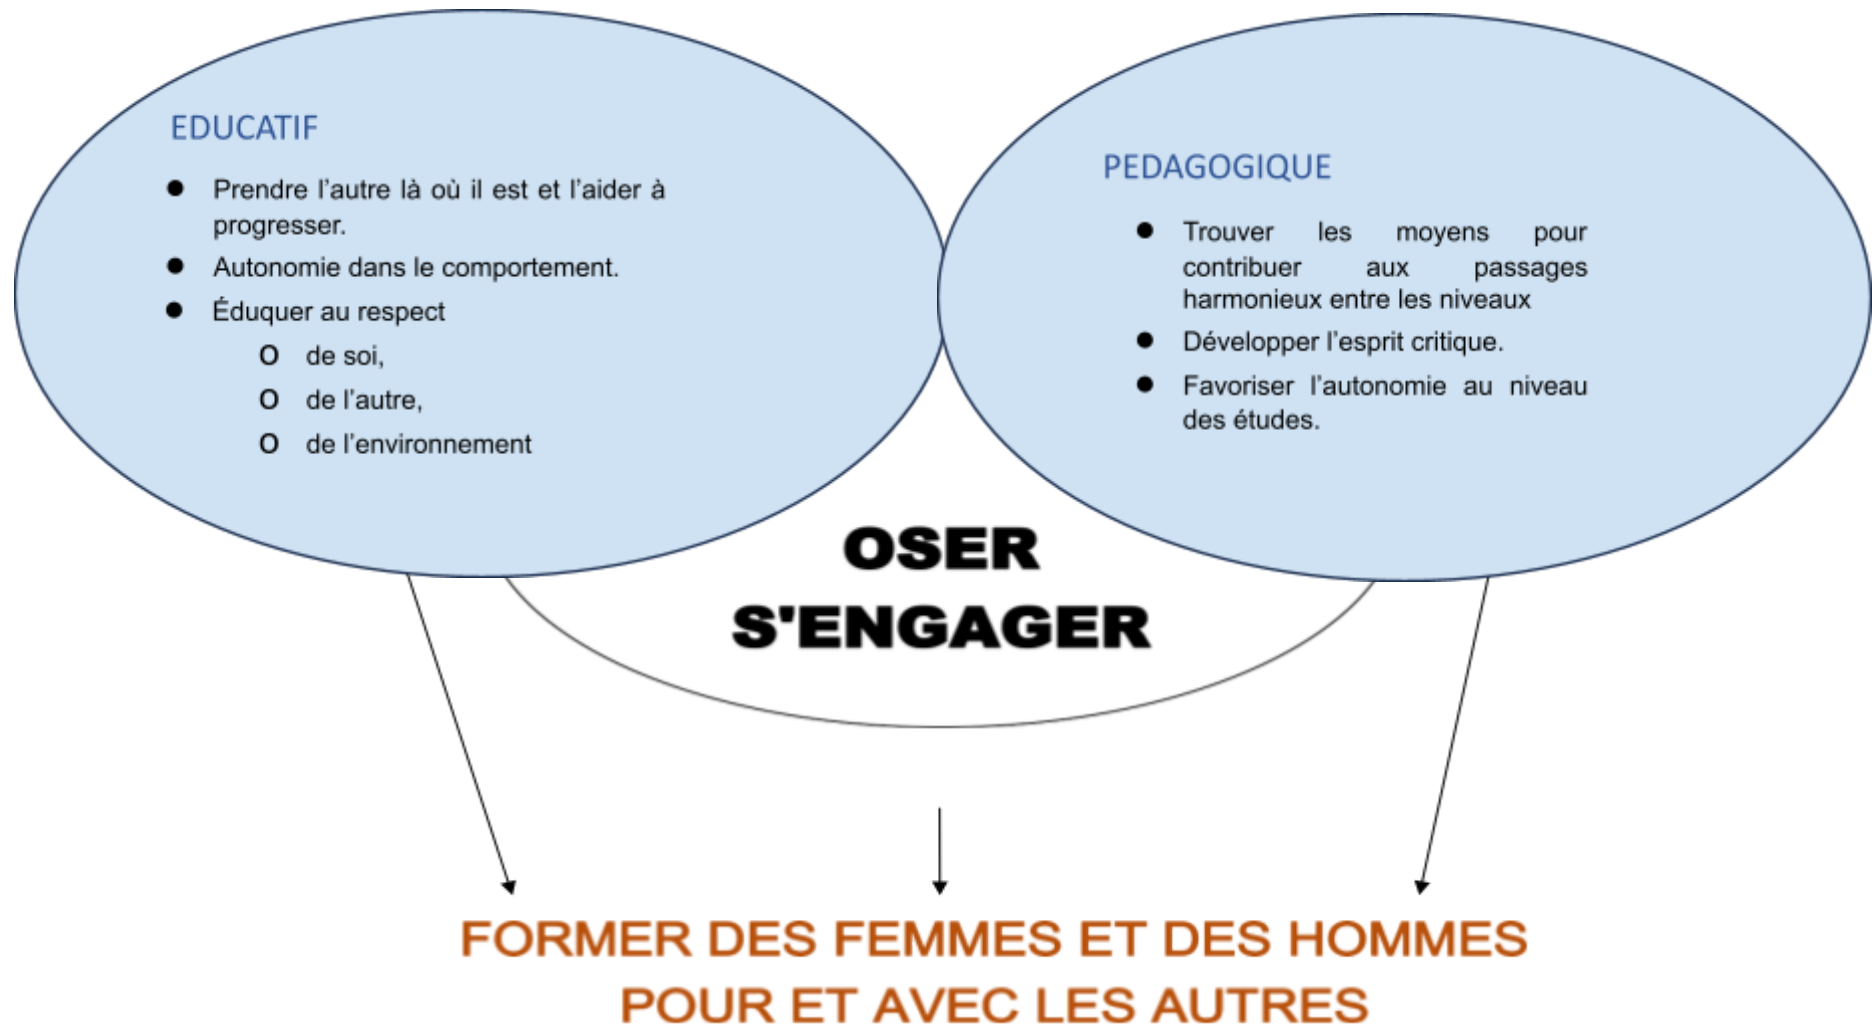 EDUCATIF
● Prendre l’autre là où il est et l’aider à
progresser.
● Autonomie dans le comportement.
● Éduquer au respect
o de soi,
o de l’autre,
o de l’environnement
PEDAGOGIQUE
● Trouver les moyens pour
contribuer aux passages
harmonieux entre les niveaux
● Développer l’esprit critique.
● Favoriser l’autonomie au niveau
des études.
OSER
S'ENGAGER
FORMER DES FEMMES ET DES HOMMES
POUR ET AVEC LES AUTRES